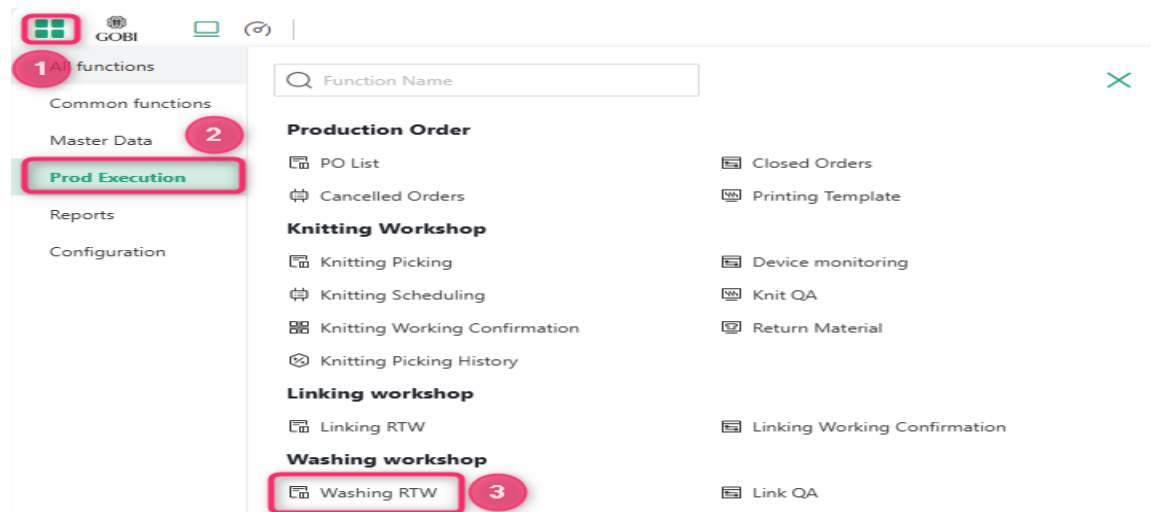 GOBI
1 All functions
Function Name
Common functions
Master Data 2
Prod Execution
Reports
Configuration
Production Order
PO List Closed Orders
Cancelled Orders Printing Template
Knitting Workshop
Knitting Picking Device monitoring
Knitting Scheduling Knit QA
Knitting Working Confirmation Return Material
Knitting Picking History
Linking workshop
Linking RTW Linking Working Confirmation
Washing workshop
Washing RTW 3 Link QA